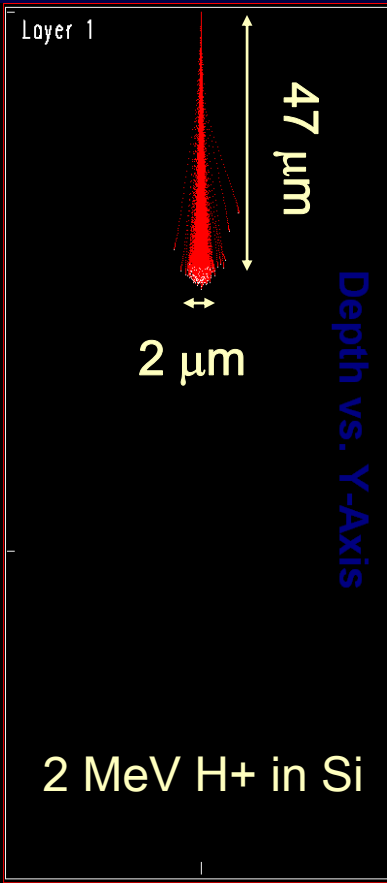 Layer 1
47 μm
Depth vs. Y-Axis
2 μm
2 MeV H+ in Si